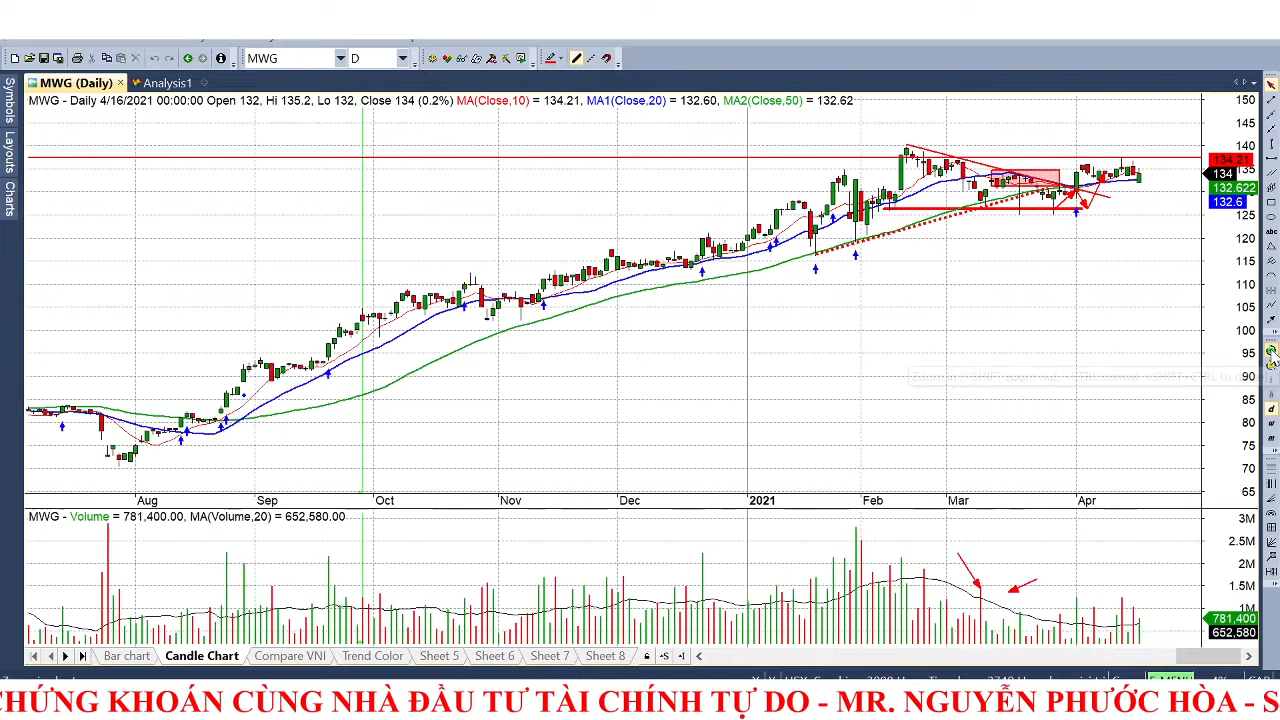 MWG D
Symbols
Layouts
Charts
MWG (Daily) × Analysis1
MWG - Daily 4/16/2021 00:00:00 Open 132, Hi 135.2, Lo 132, Close 134 (0.2%) MA(Close,10) = 134.21, MA1(Close,20) = 132.60, MA2(Close,50) = 132.62
150
145
140
134.21
135
134
132.622
132.6
125
120
115
110
105
100
95
90
85
80
75
70
65
Aug Sep Oct Nov Dec 2021 Feb Mar Apr
MWG - Volume = 781,400.00, MA(Volume,20) = 652,580.00
3M
2.5M
2M
1.5M
1M
781,400
652,580
Bar chart Candle Chart Compare VNI Trend Color Sheet 5 Sheet 6 Sheet 7 Sheet 8
CHỨNG KHOÁN CÙNG NHÀ ĐẦU TƯ TÀI CHÍNH TỰ DO - MR. NGUYỄN PHƯỚC HÒA - S